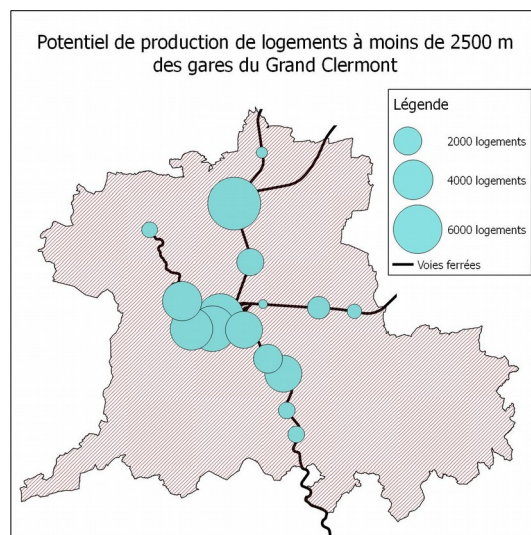 Potentiel de production de logements à moins de 2500 m
des gares du Grand Clermont
Légende
2000 logements
4000 logements
6000 logements
Voies ferrées